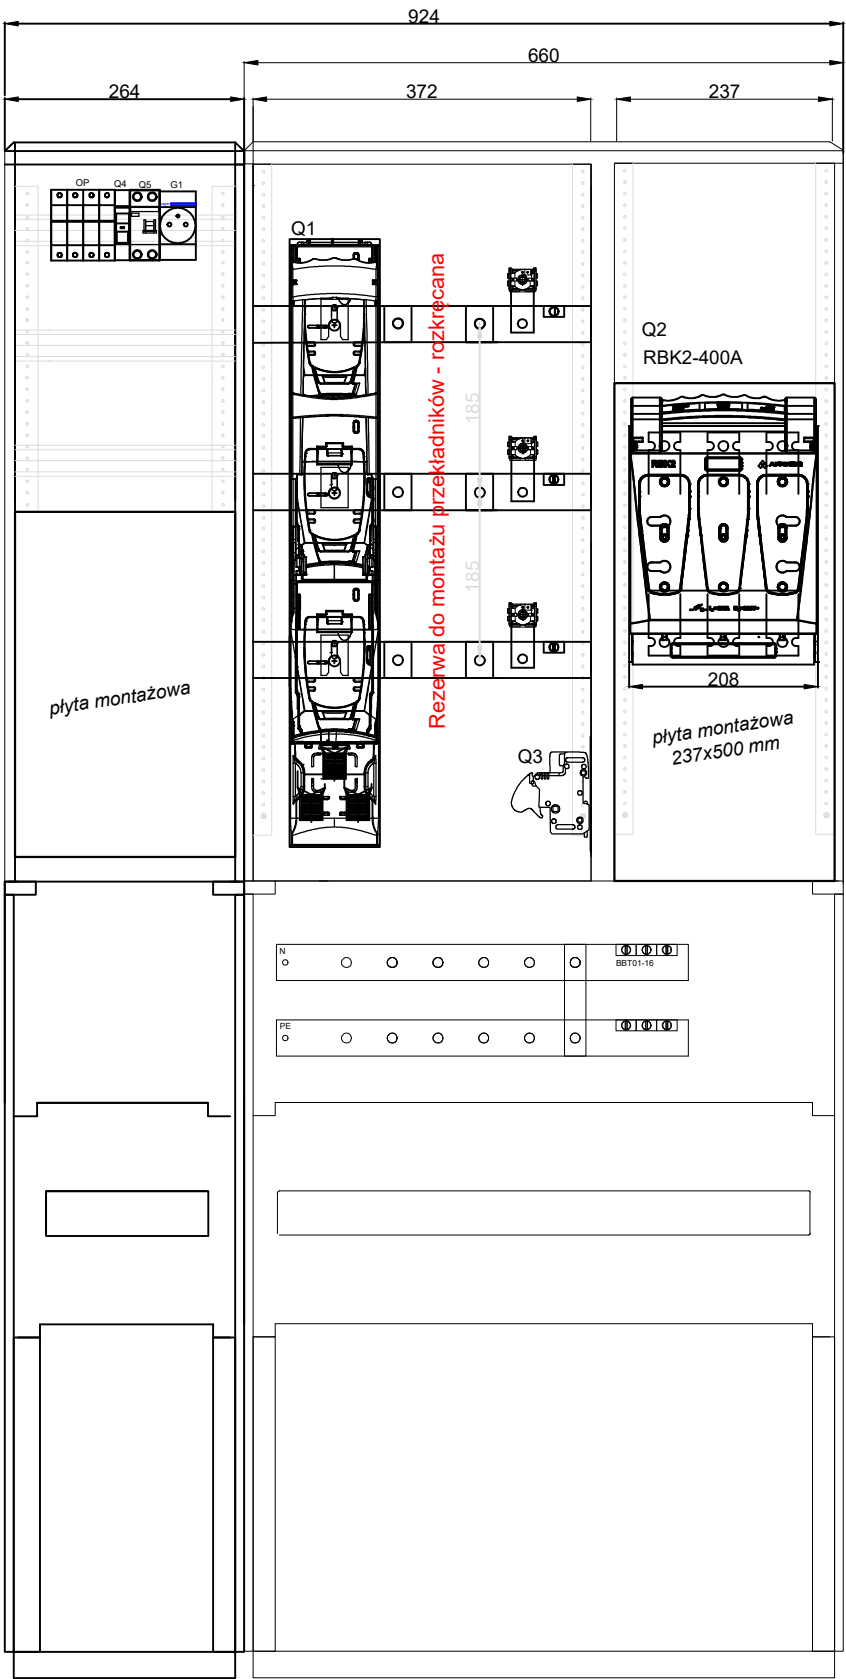 924
660
264
372
237
OP Q4 Q5 G1
Q1
Rezerwa do montażu przekładników - rozkręcana
185
185
Q2
RBK2-400A
RBK2
208
płyta montażowa
płyta montażowa
237x500 mm
Q3
N
BBT01-16
PE